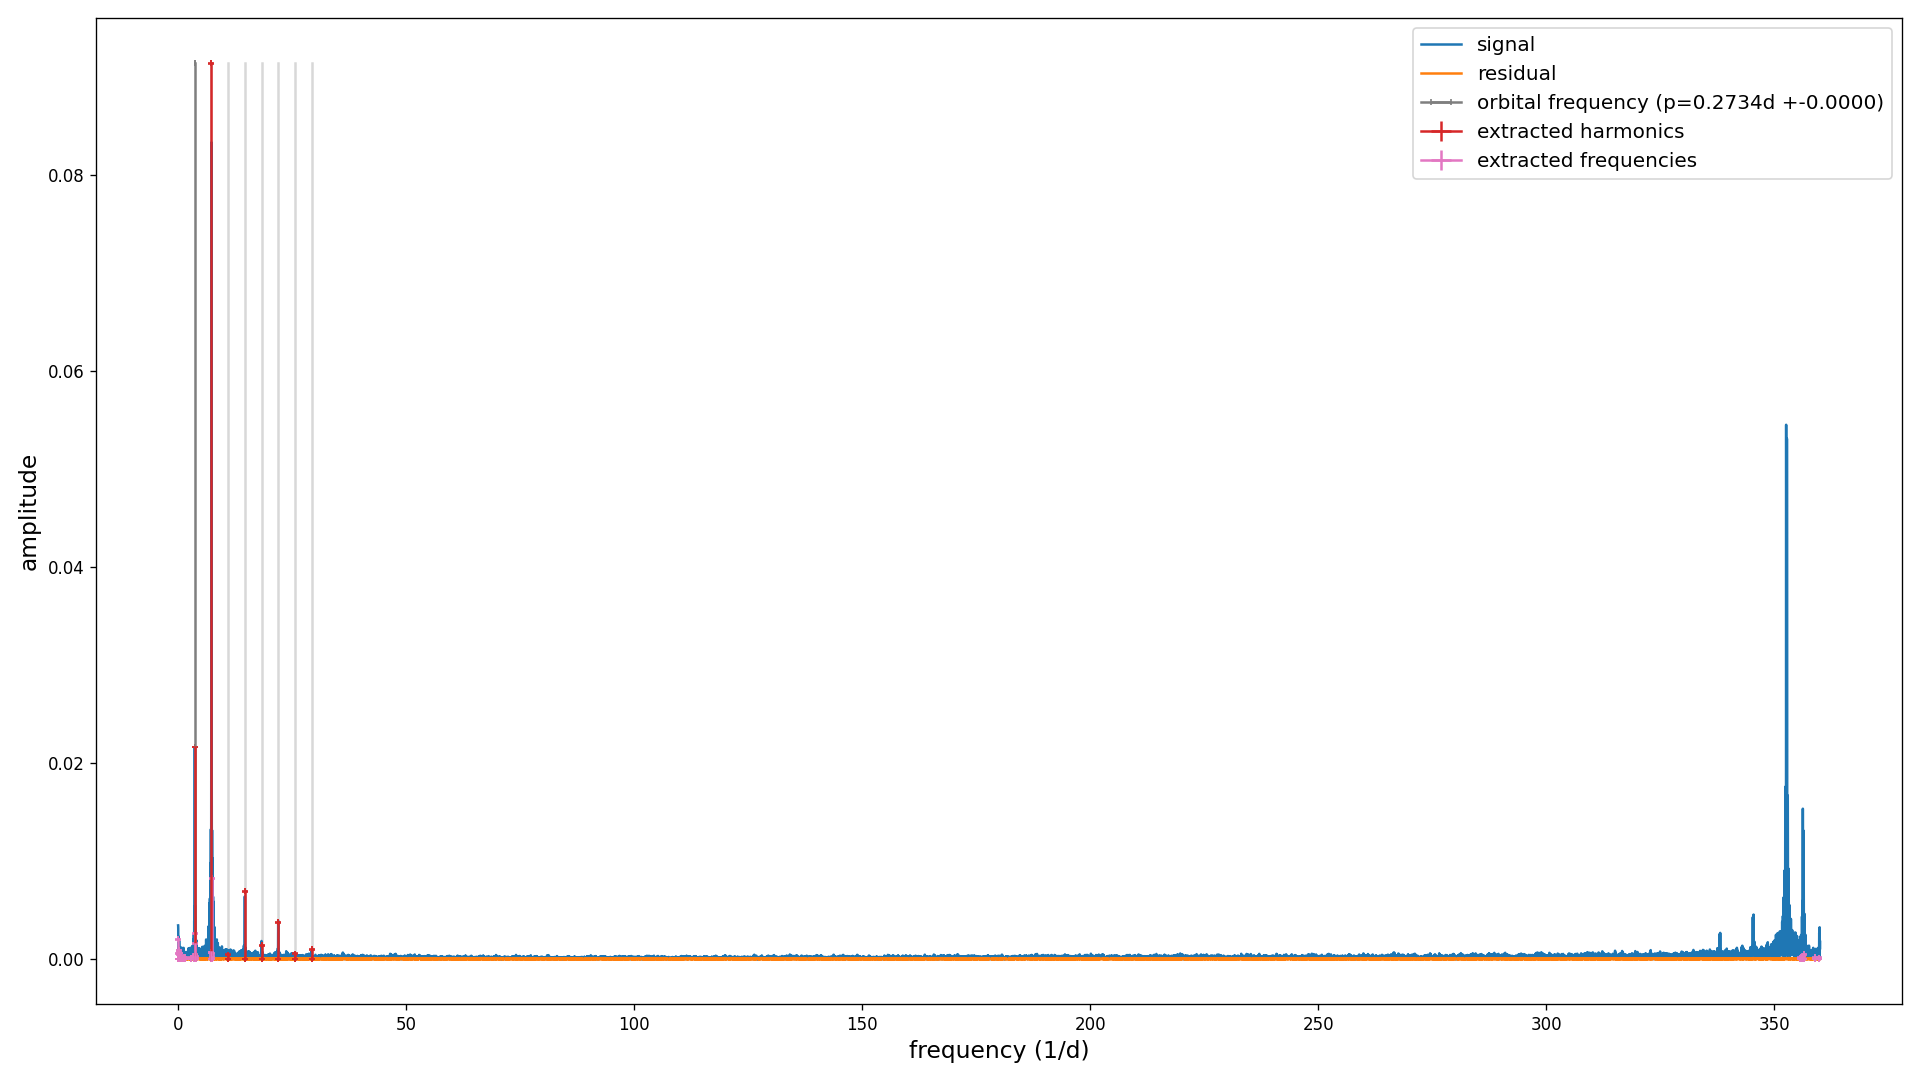 signal
residual
orbital frequency (p=0.2734d +-0.0000)
extracted harmonics
extracted frequencies
0.08
0.06
0.04
0.02
0.00
amplitude
0 50 100 150 200 250 300 350
frequency (1/d)